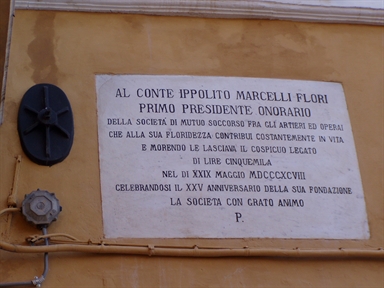 AL CONTE IPPOLITO MARCELLI FLORI
PRIMO PRESIDENTE ONORARIO
DELLA SOCIETÀ DI MUTUO SOCCORSO FRA GLI ARTIERI ED OPERAI
CHE ALLA SUA FLORIDEZZA CONTRIBUÌ COSTANTEMENTE IN VITA
E MORENDO LE LASCIAVA IL COSPICUO LEGATO
DI LIRE CINQUEMILA
NEL DÌ XXIX MAGGIO MDCCCXCVIII
CELEBRANDOSI IL XXV ANNIVERSARIO DELLA SUA FONDAZIONE
LA SOCIETÀ CON GRATO ANIMO
P.